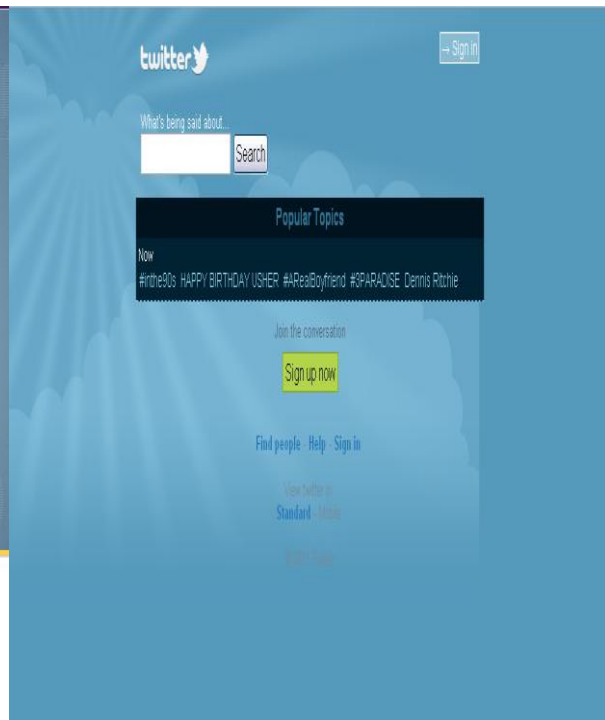 twitter
→ Sign in
What's being said about...
Search
Popular Topics
Now
#inthe90s HAPPY BIRTHDAY USHER #ARealBoyfriend #3PARADISE Dennis Ritchie
Join the conversation
Sign up now
Find people - Help - Sign in
View twitter in
Standard - Mobile